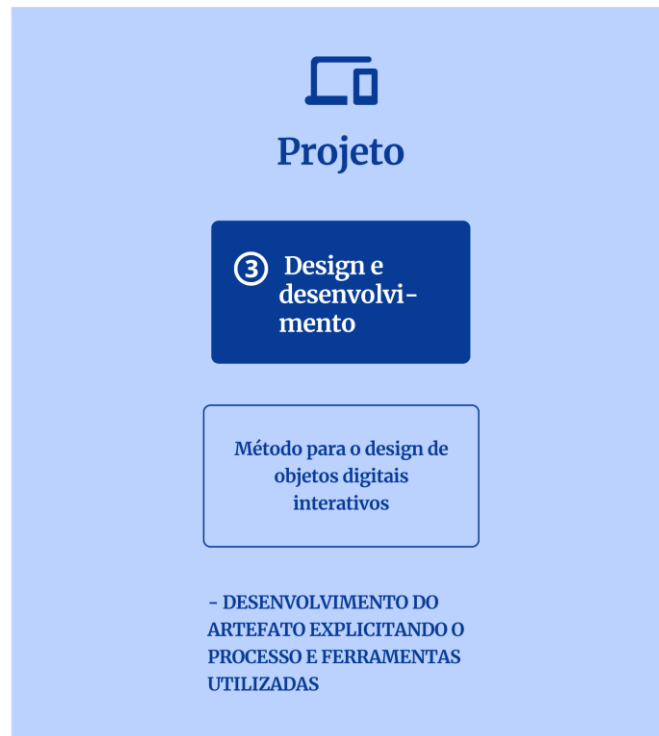 Projeto
3 Design e
desenvolvi-
mento
Método para o design de
objetos digitais
interativos
- DESENVOLVIMENTO DO
ARTEFATO EXPLICITANDO O
PROCESSO E FERRAMENTAS
UTILIZADAS